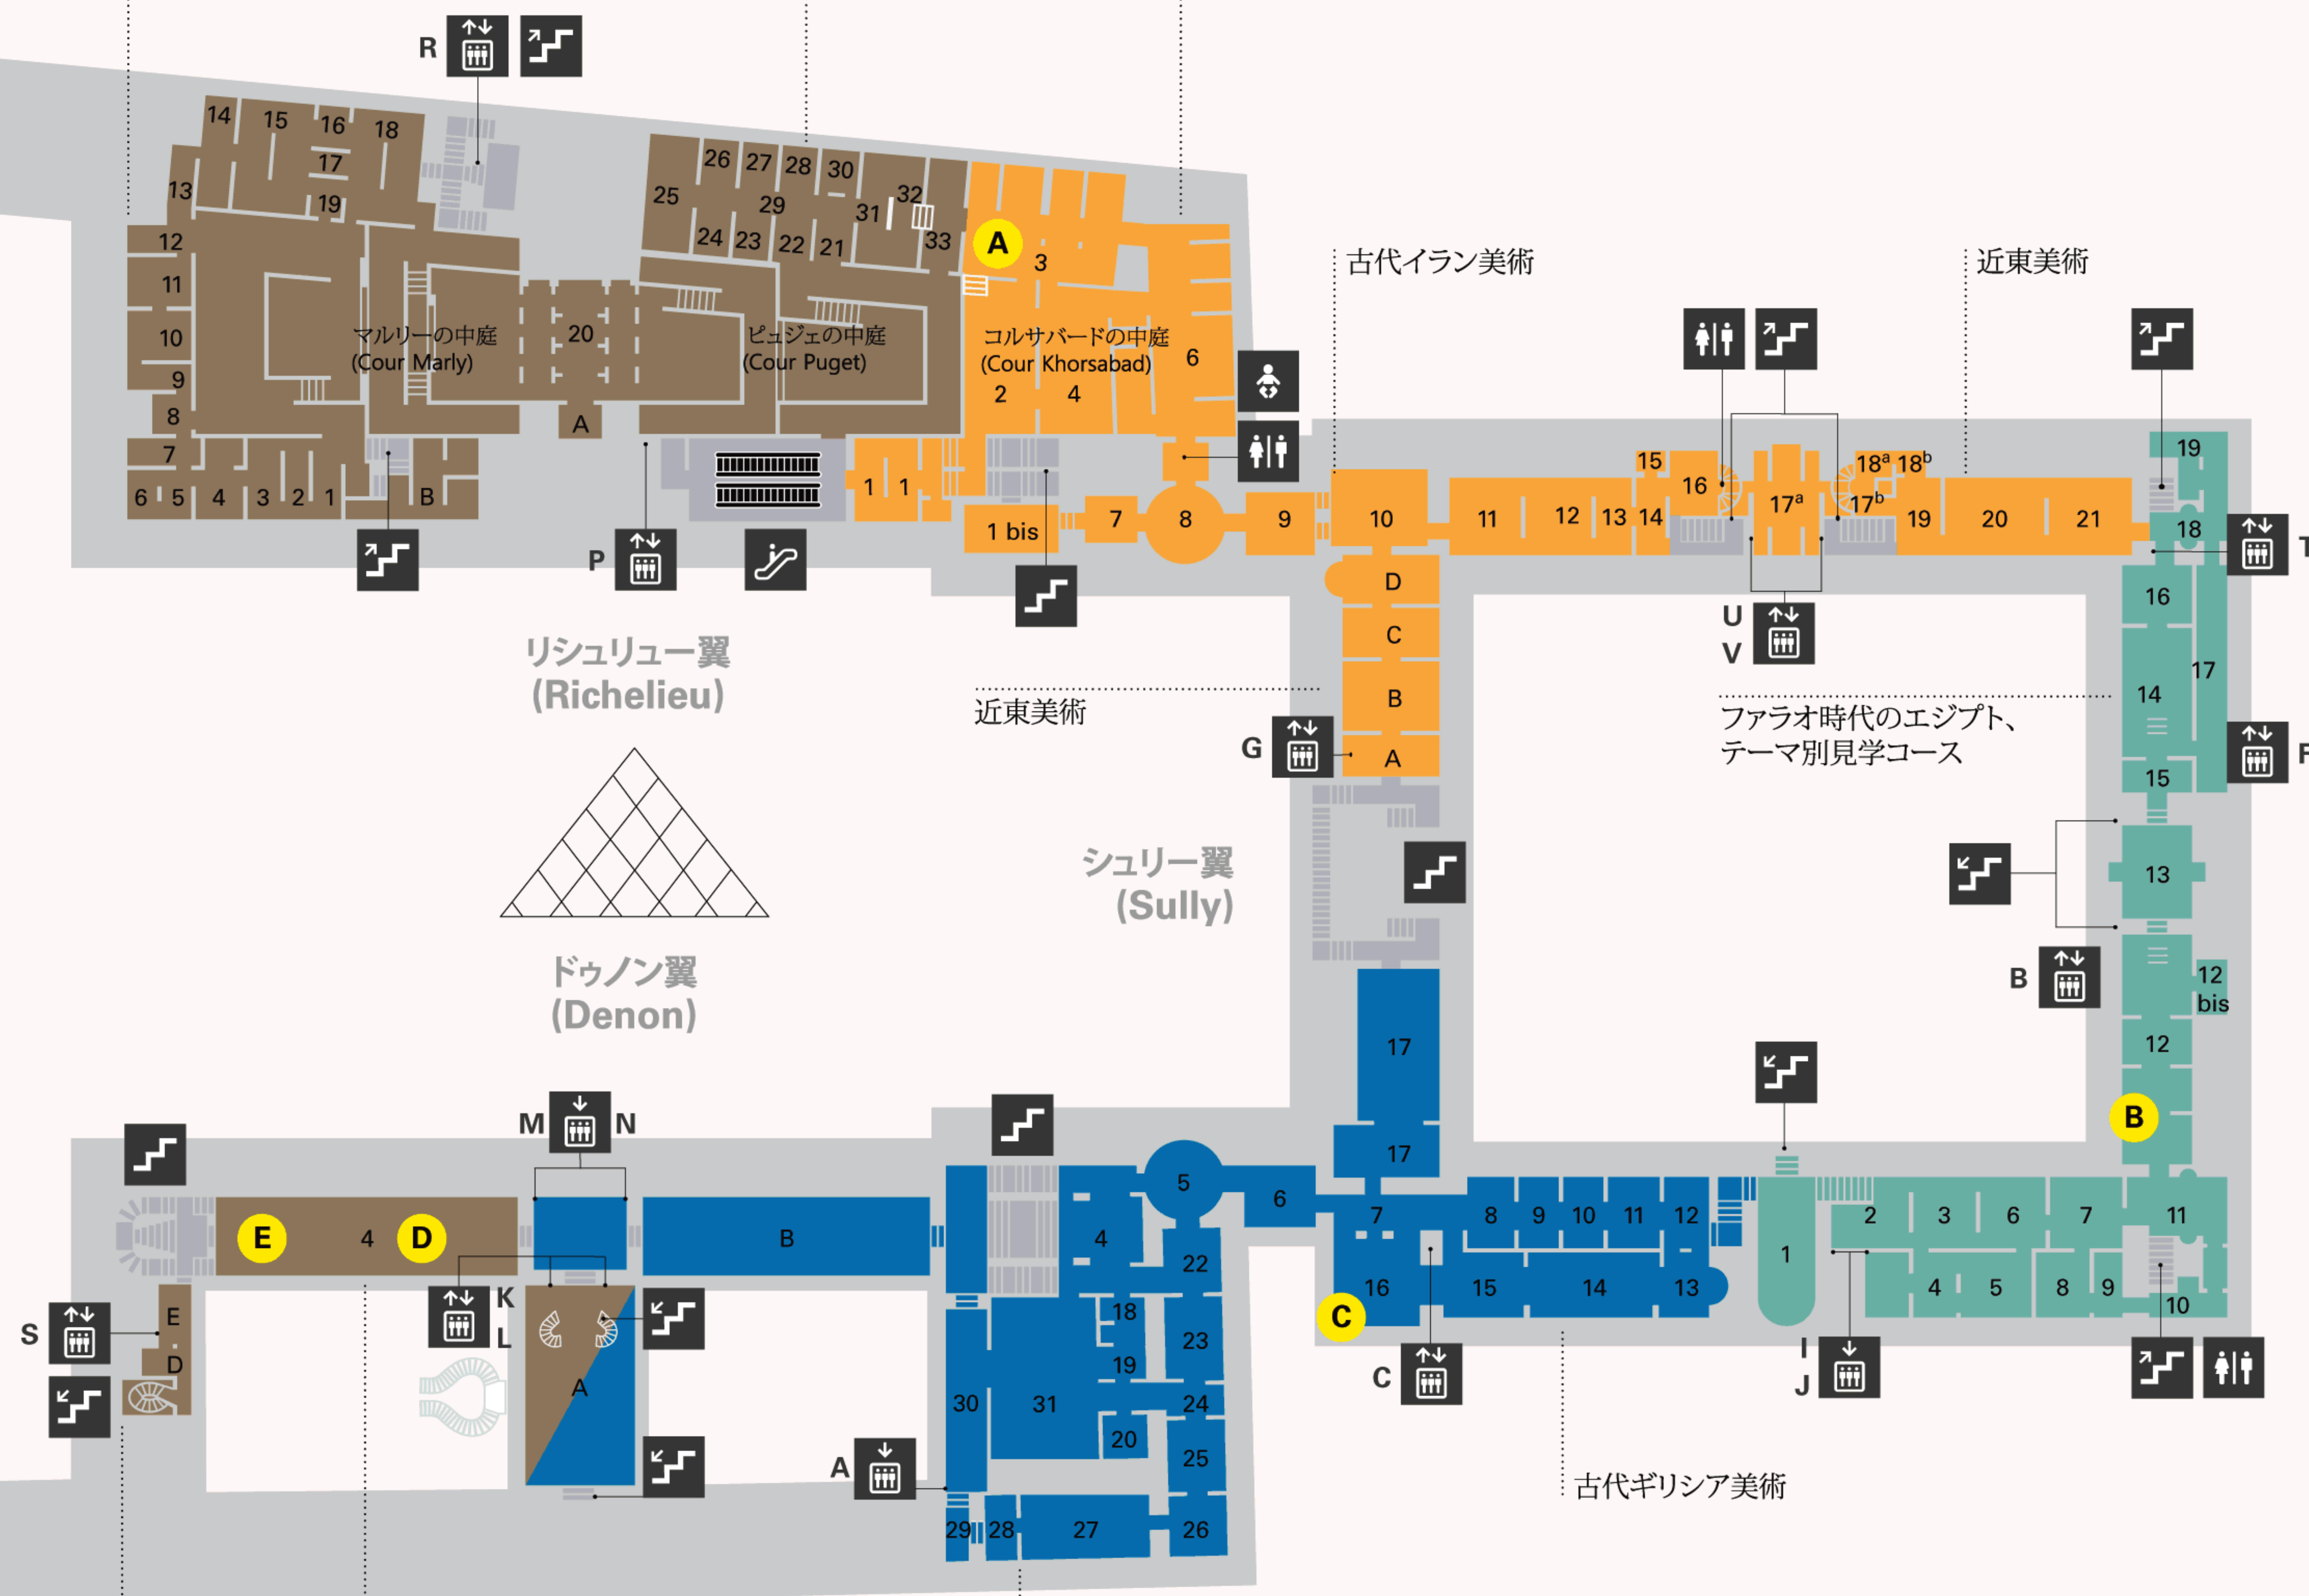 R
14 15 16 18
17
13 19
26 27 28 30
25 29 32
31
24 23 22 21 33
A
3
12
11
10
9
8
7
マルリーの中庭
(Cour Marly)
20
ピュジェの中庭
(Cour Puget)
コルサバードの中庭
(Cour Khorsabad)
6
2 4
A
6 5 4 3 2 1 B
1 1
1 bis 7 8 9 10
P
古代イラン美術
近東美術
11 12 13 14
15 16
17a 17b
18a 18b
19 20 21
19
18
T
U
V
D
C
B
A
G
近東美術
リシュリュー翼
(Richelieu)
シュリー翼
(Sully)
ドゥノン翼
(Denon)
ファラオ時代のエジプト、
テーマ別見学コース
16
17
14
15
13
B
12
bis
12
B
17
17
M N
E 4 D
B
K
L
S
E
D
A
A
5
6
4
22
18
23
19
24
30 31
20
25
29 28 27 26
7 8 9 10 11 12
16 15 14 13
C
C
古代ギリシア美術
1
2 3 6 7 11
4 5 8 9 10
I
J